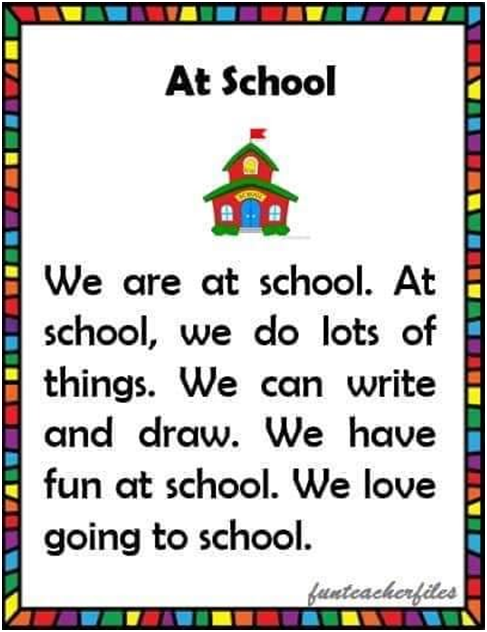 At School
SCHOOL
We are at school. At
school, we do lots of
things. We can write
and draw. We have
fun at school. We love
going to school.
funteacherfiles